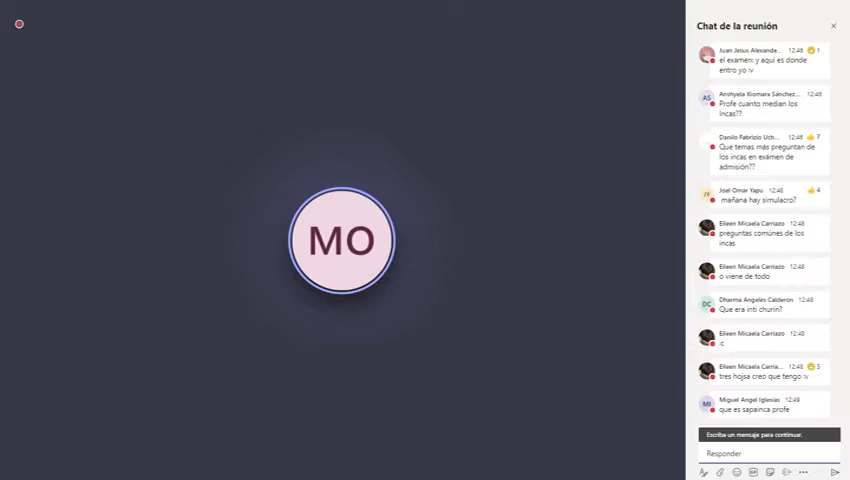 Chat de la reunión
MO
Juan Jesus Alexande... 12:48 1
el examen: y aqui es donde
entro yo :v
AS
Anthyela Xiomara Sánchez... 12:48
Profe cuanto median los
Incas??
Danilo Fabrizio Uch... 12:48 7
Que temas más preguntan de
los incas en exámen de
admisión??
JY
Joel Omar Yapu 12:48 4
mañana hay simulacro?
Eileen Micaela Carriazo 12:48
preguntas comúnes de los
incas
Eileen Micaela Carriazo 12:48
o viene de todo
DC
Dharma Angeles Calderon 12:48
Que era inti churin?
Eileen Micaela Carriazo 12:48
:c
Eileen Micaela Carria... 12:48 3
tres hojsa creo que tengo :v
MI
Miguel Angel Iglesias 12:49
que es sapainca profe
Escriba un mensaje para continuar.
Responder